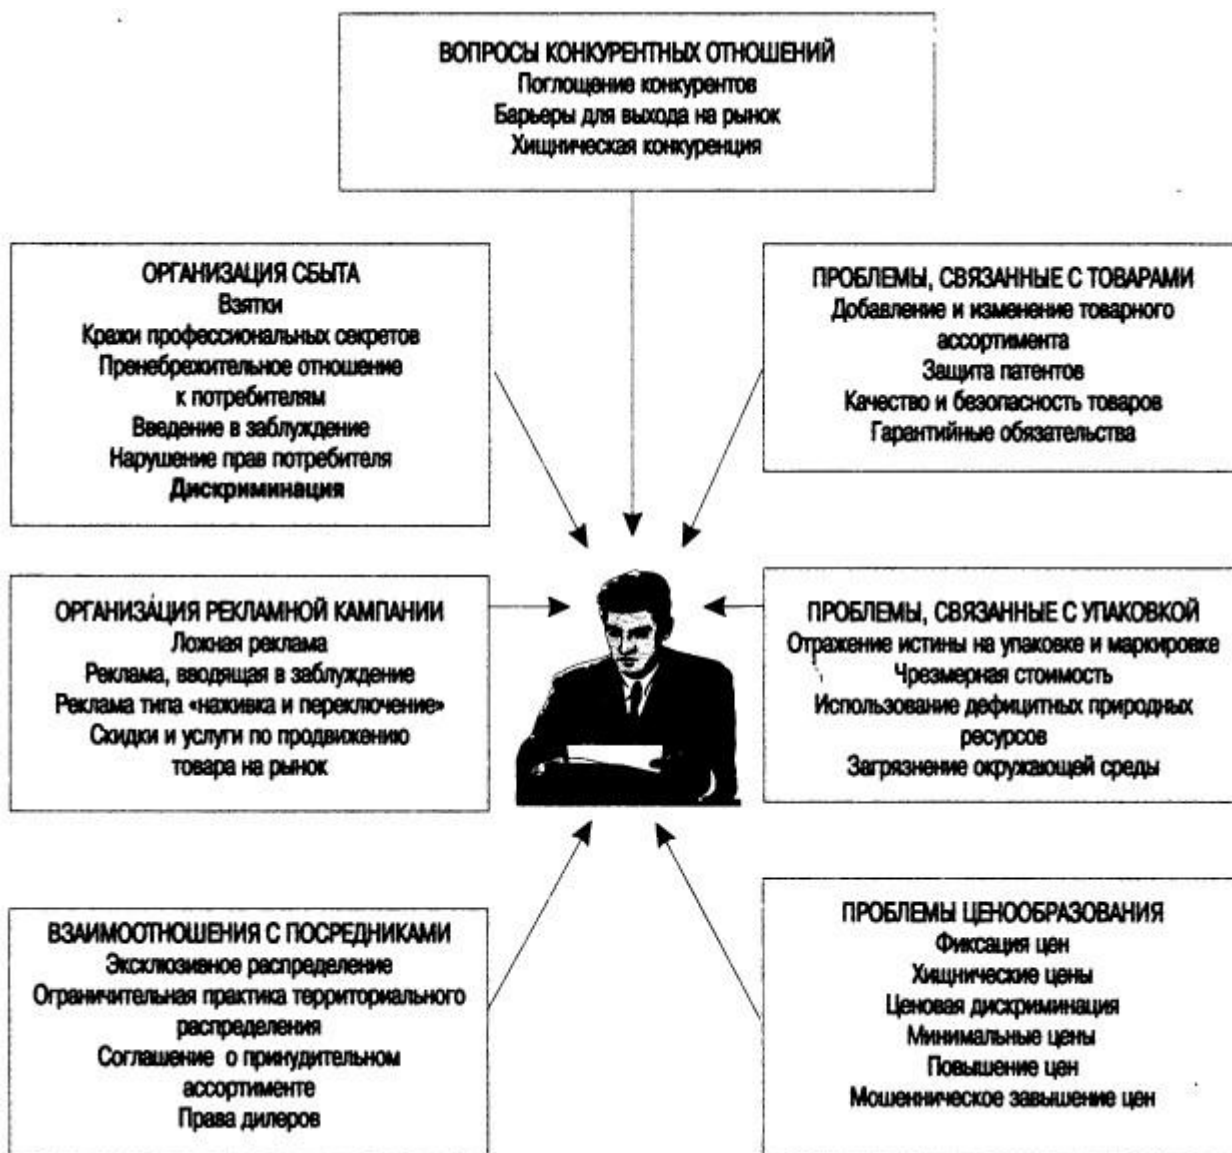 ВОПРОСЫ КОНКУРЕНТНЫХ ОТНОШЕНИЙ
Поглощение конкурентов
Барьеры для выхода на рынок
Хищническая конкуренция
ОРГАНИЗАЦИЯ СБЫТА
Взятки
Кражи профессиональных секретов
Пренебрежительное отношение
к потребителям
Введение в заблуждение
Нарушение прав потребителя
Дискриминация
ПРОБЛЕМЫ, СВЯЗАННЫЕ С ТОВАРАМИ
Добавление и изменение товарного
ассортимента
Защита патентов
Качество и безопасность товаров
Гарантийные обязательства
ОРГАНИЗАЦИЯ РЕКЛАМНОЙ КАМПАНИИ
Ложная реклама
Реклама, вводящая в заблуждение
Реклама типа «наживка и переключение»
Скидки и услуги по продвижению
товара на рынок
ПРОБЛЕМЫ, СВЯЗАННЫЕ С УПАКОВКОЙ
Отражение истины на упаковке и маркировке
Чрезмерная стоимость
Использование дефицитных природных
ресурсов
Загрязнение окружающей среды
ВЗАИМООТНОШЕНИЯ С ПОСРЕДНИКАМИ
Эксклюзивное распределение
Ограничительная практика территориального
распределения
Соглашение о принудительном
ассортименте
Права дилеров
ПРОБЛЕМЫ ЦЕНООБРАЗОВАНИЯ
Фиксация цен
Хищнические цены
Ценовая дискриминация
Минимальные цены
Повышение цен
Мошенническое завышение цен